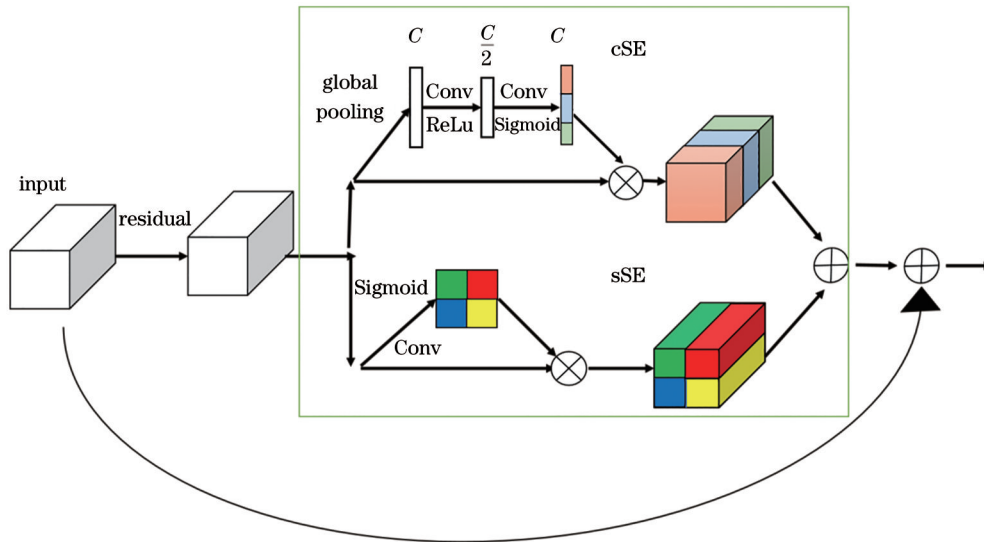 C
C/2
C
cSE
global
pooling
Conv
ReLu
Conv
Sigmoid
input
residual
Sigmoid
Conv
sSE